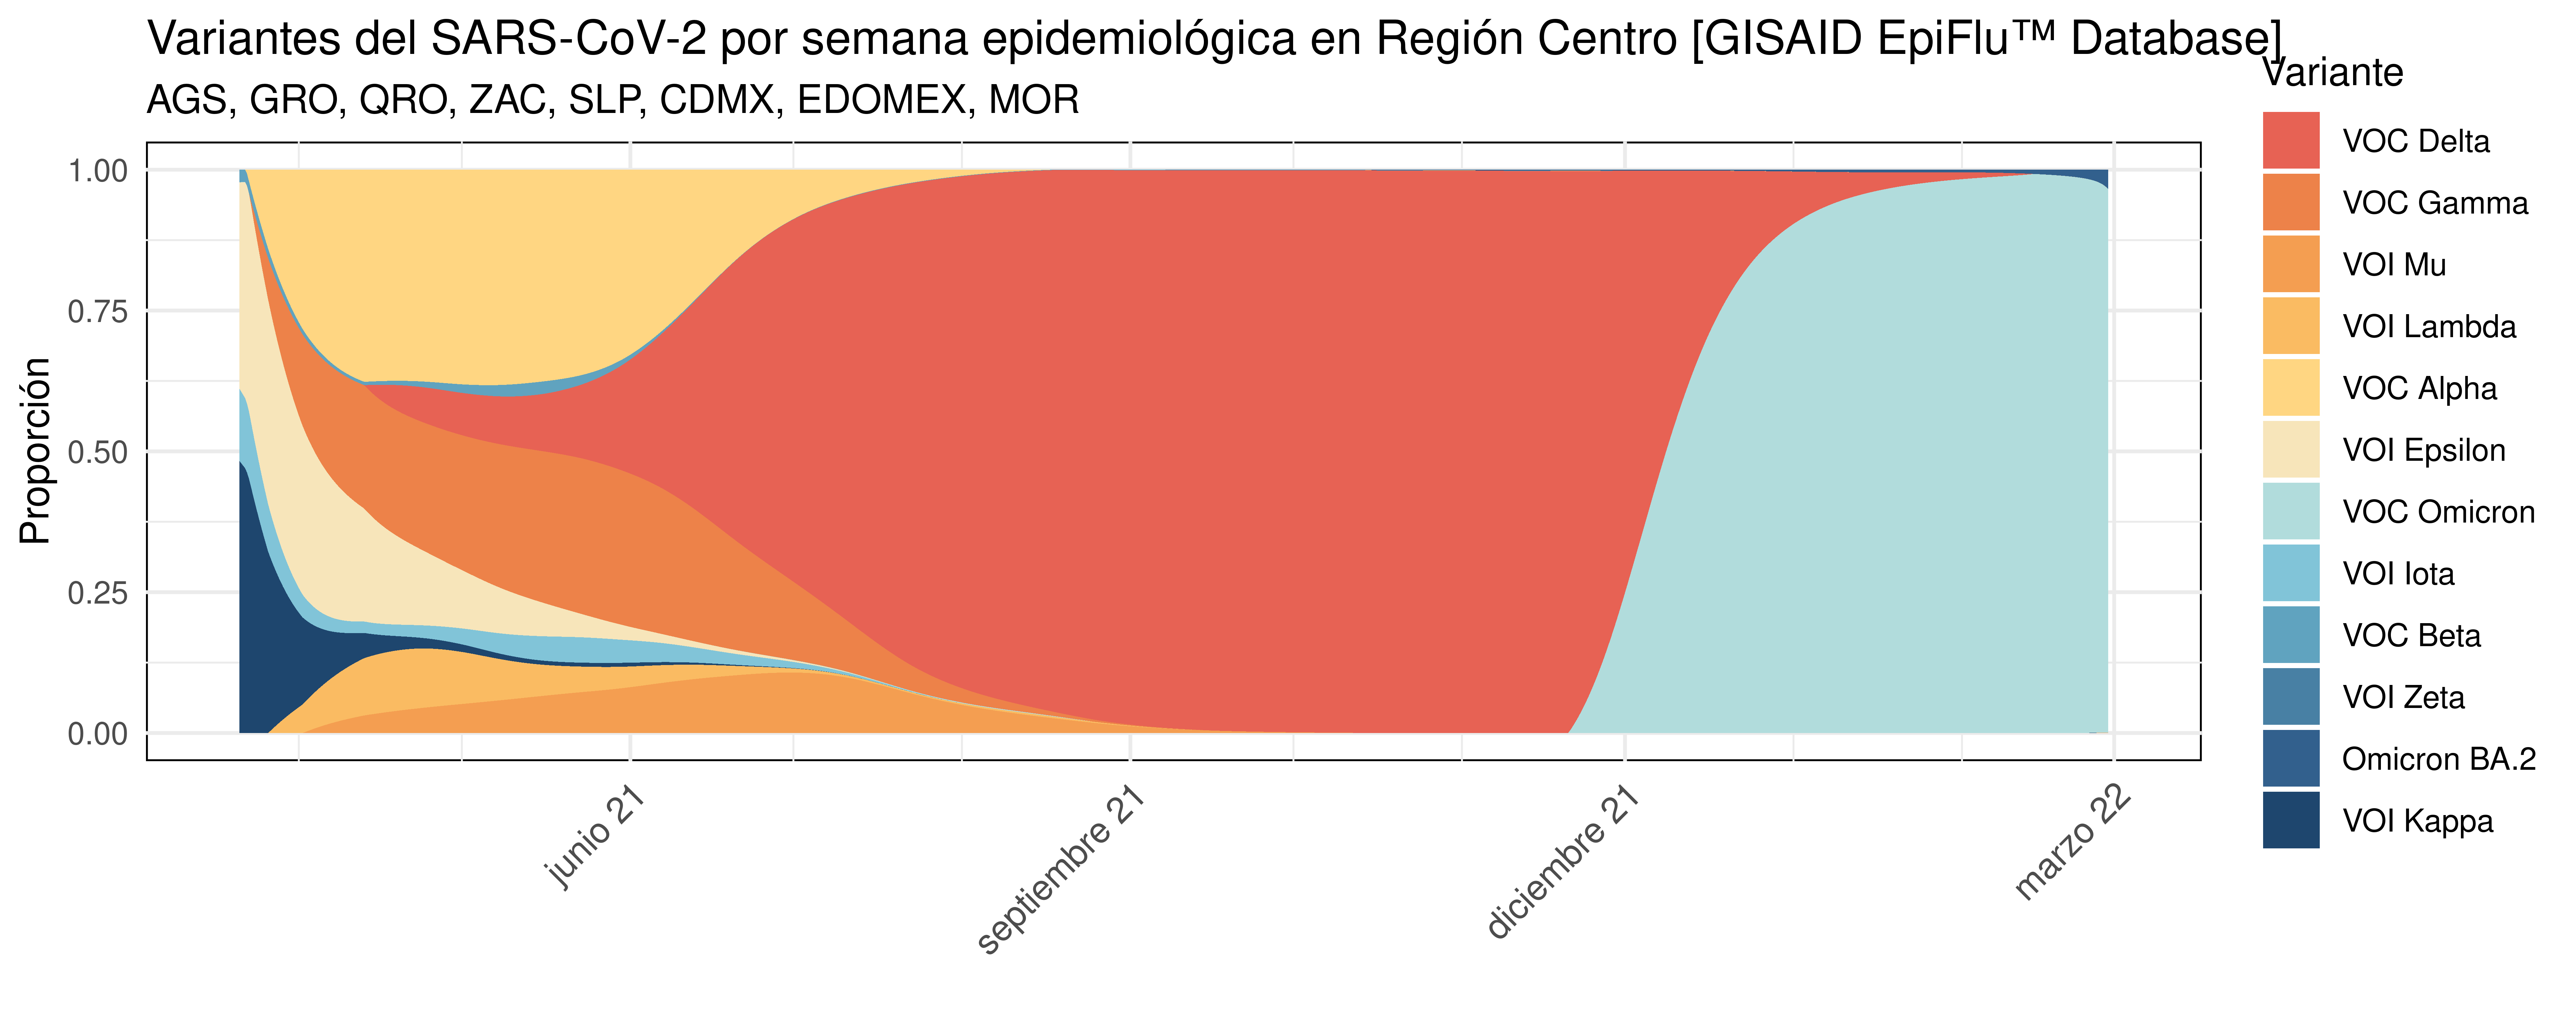 Variantes del SARS-CoV-2 por semana epidemiológica en Región Centro [GISAID EpiFlu™ Database]
AGS, GRO, QRO, ZAC, SLP, CDMX, EDOMEX, MOR
Proporción
1.00
0.75
0.50
0.25
0.00
junio 21
septiembre 21
diciembre 21
marzo 22
Variante
VOC Delta
VOC Gamma
VOI Mu
VOI Lambda
VOC Alpha
VOI Epsilon
VOC Omicron
VOI Iota
VOC Beta
VOI Zeta
Omicron BA.2
VOI Kappa